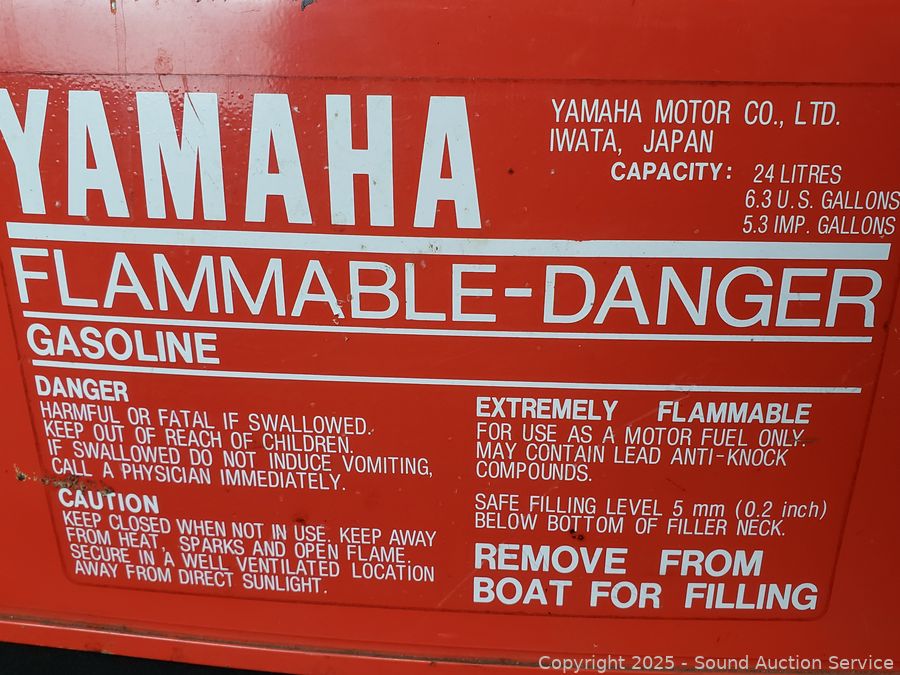 YAMAHA
YAMAHA MOTOR CO., LTD.
IWATA, JAPAN
CAPACITY: 24 LITRES
6.3 U.S. GALLONS
5.3 IMP. GALLONS
FLAMMABLE-DANGER
GASOLINE
DANGER
HARMFUL OR FATAL IF SWALLOWED.
KEEP OUT OF REACH OF CHILDREN.
IF SWALLOWED DO NOT INDUCE VOMITING,
CALL A PHYSICIAN IMMEDIATELY.
CAUTION
KEEP CLOSED WHEN NOT IN USE. KEEP AWAY
FROM HEAT, SPARKS AND OPEN FLAME.
SECURE IN A WELL VENTILATED LOCATION
AWAY FROM DIRECT SUNLIGHT.
EXTREMELY FLAMMABLE
FOR USE AS A MOTOR FUEL ONLY.
MAY CONTAIN LEAD ANTI-KNOCK
COMPOUNDS.
SAFE FILLING LEVEL 5 mm (0.2 inch)
BELOW BOTTOM OF FILLER NECK.
REMOVE FROM
BOAT FOR FILLING
Copyright 2025 - Sound Auction Service